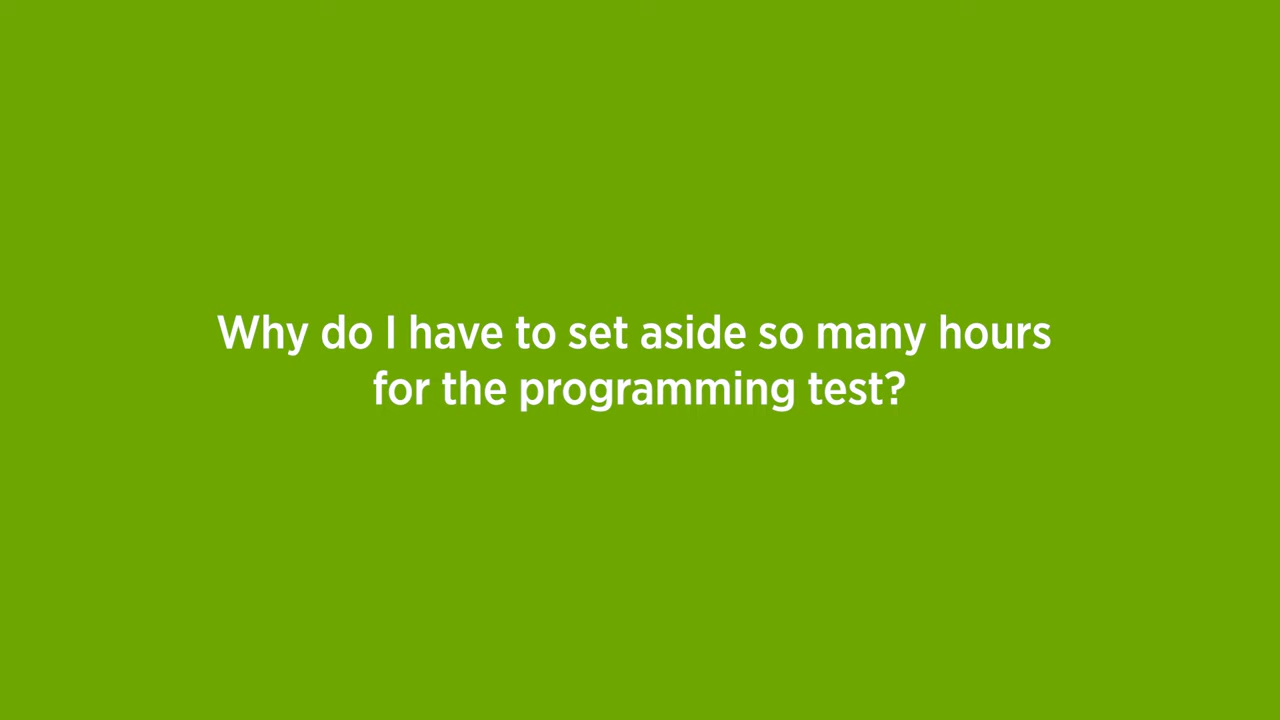 Why do I have to set aside so many hours
for the programming test?